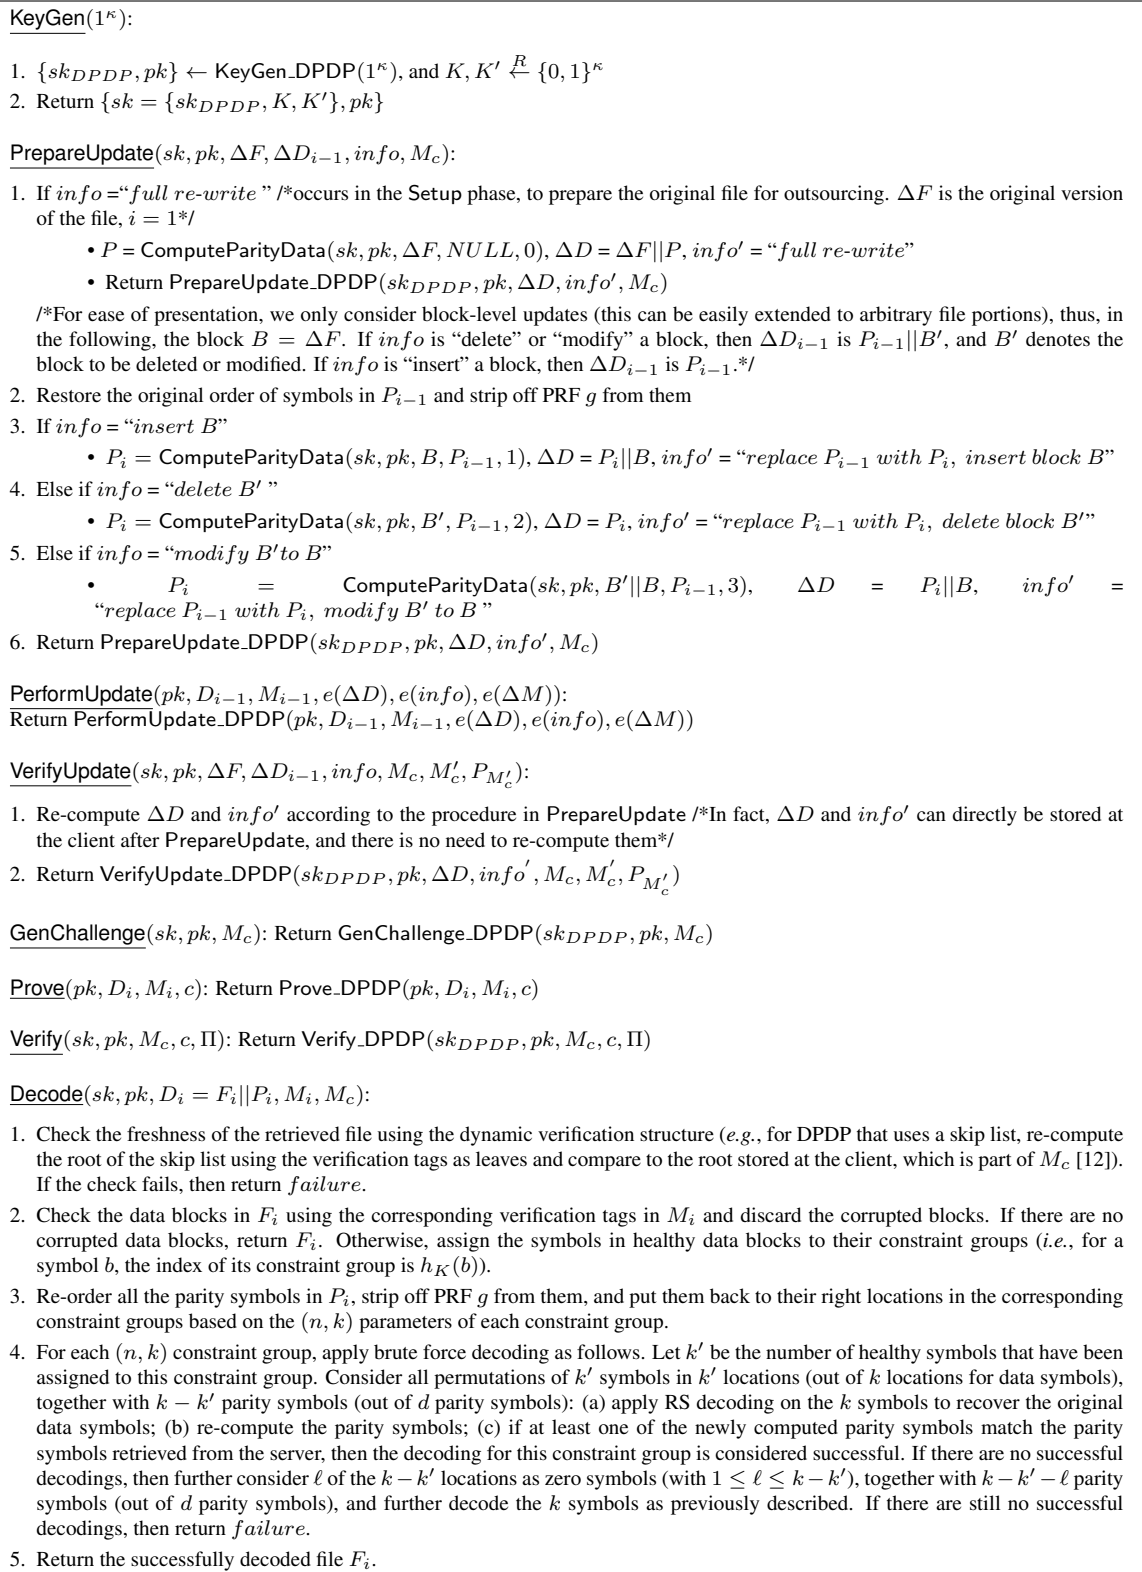 KeyGen(1^κ):
1. {sk_{DPDP}, pk} ← KeyGen_DPDP(1^κ), and K, K′ ←^R {0, 1}^κ
2. Return {sk = {sk_{DPDP}, K, K′}, pk}
PrepareUpdate(sk, pk, ΔF, ΔD_{i−1}, info, M_c):
1. If info =“full re-write ” /*occurs in the Setup phase, to prepare the original file for outsourcing. ΔF is the original version
of the file, i = 1*/
• P = ComputeParityData(sk, pk, ΔF, NULL, 0), ΔD = ΔF||P, info′ = “full re-write”
• Return PrepareUpdate_DPDP(sk_{DPDP}, pk, ΔD, info′, M_c)
/*For ease of presentation, we only consider block-level updates (this can be easily extended to arbitrary file portions), thus, in
the following, the block B = ΔF. If info is “delete” or “modify” a block, then ΔD_{i−1} is P_{i−1}||B′, and B′ denotes the
block to be deleted or modified. If info is “insert” a block, then ΔD_{i−1} is P_{i−1}.*/
2. Restore the original order of symbols in P_{i−1} and strip off PRF g from them
3. If info = “insert B”
• P_i = ComputeParityData(sk, pk, B, P_{i−1}, 1), ΔD = P_i||B, info′ = “replace P_{i−1} with P_i, insert block B”
4. Else if info = “delete B′ ”
• P_i = ComputeParityData(sk, pk, B′, P_{i−1}, 2), ΔD = P_i, info′ = “replace P_{i−1} with P_i, delete block B′”
5. Else if info = “modify B′to B”
• P_i = ComputeParityData(sk, pk, B′||B, P_{i−1}, 3), ΔD = P_i||B, info′ =
“replace P_{i−1} with P_i, modify B′ to B ”
6. Return PrepareUpdate_DPDP(sk_{DPDP}, pk, ΔD, info′, M_c)
PerformUpdate(pk, D_{i−1}, M_{i−1}, e(ΔD), e(info), e(ΔM)):
Return PerformUpdate_DPDP(pk, D_{i−1}, M_{i−1}, e(ΔD), e(info), e(ΔM))
VerifyUpdate(sk, pk, ΔF, ΔD_{i−1}, info, M_c, M′_c, P_{M′_c}):
1. Re-compute ΔD and info′ according to the procedure in PrepareUpdate /*In fact, ΔD and info′ can directly be stored at
the client after PrepareUpdate, and there is no need to re-compute them*/
2. Return VerifyUpdate_DPDP(sk_{DPDP}, pk, ΔD, info′, M_c, M′_c, P_{M′_c})
GenChallenge(sk, pk, M_c): Return GenChallenge_DPDP(sk_{DPDP}, pk, M_c)
Prove(pk, D_i, M_i, c): Return Prove_DPDP(pk, D_i, M_i, c)
Verify(sk, pk, M_c, c, Π): Return Verify_DPDP(sk_{DPDP}, pk, M_c, c, Π)
Decode(sk, pk, D_i = F_i||P_i, M_i, M_c):
1. Check the freshness of the retrieved file using the dynamic verification structure (e.g., for DPDP that uses a skip list, re-compute
the root of the skip list using the verification tags as leaves and compare to the root stored at the client, which is part of M_c [12]).
If the check fails, then return failure.
2. Check the data blocks in F_i using the corresponding verification tags in M_i and discard the corrupted blocks. If there are no
corrupted data blocks, return F_i. Otherwise, assign the symbols in healthy data blocks to their constraint groups (i.e., for a
symbol b, the index of its constraint group is h_K(b)).
3. Re-order all the parity symbols in P_i, strip off PRF g from them, and put them back to their right locations in the corresponding
constraint groups based on the (n, k) parameters of each constraint group.
4. For each (n, k) constraint group, apply brute force decoding as follows. Let k′ be the number of healthy symbols that have been
assigned to this constraint group. Consider all permutations of k′ symbols in k′ locations (out of k locations for data symbols),
together with k − k′ parity symbols (out of d parity symbols): (a) apply RS decoding on the k symbols to recover the original
data symbols; (b) re-compute the parity symbols; (c) if at least one of the newly computed parity symbols match the parity
symbols retrieved from the server, then the decoding for this constraint group is considered successful. If there are no successful
decodings, then further consider ℓ of the k − k′ locations as zero symbols (with 1 ≤ ℓ ≤ k − k′), together with k − k′ − ℓ parity
symbols (out of d parity symbols), and further decode the k symbols as previously described. If there are still no successful
decodings, then return failure.
5. Return the successfully decoded file F_i.